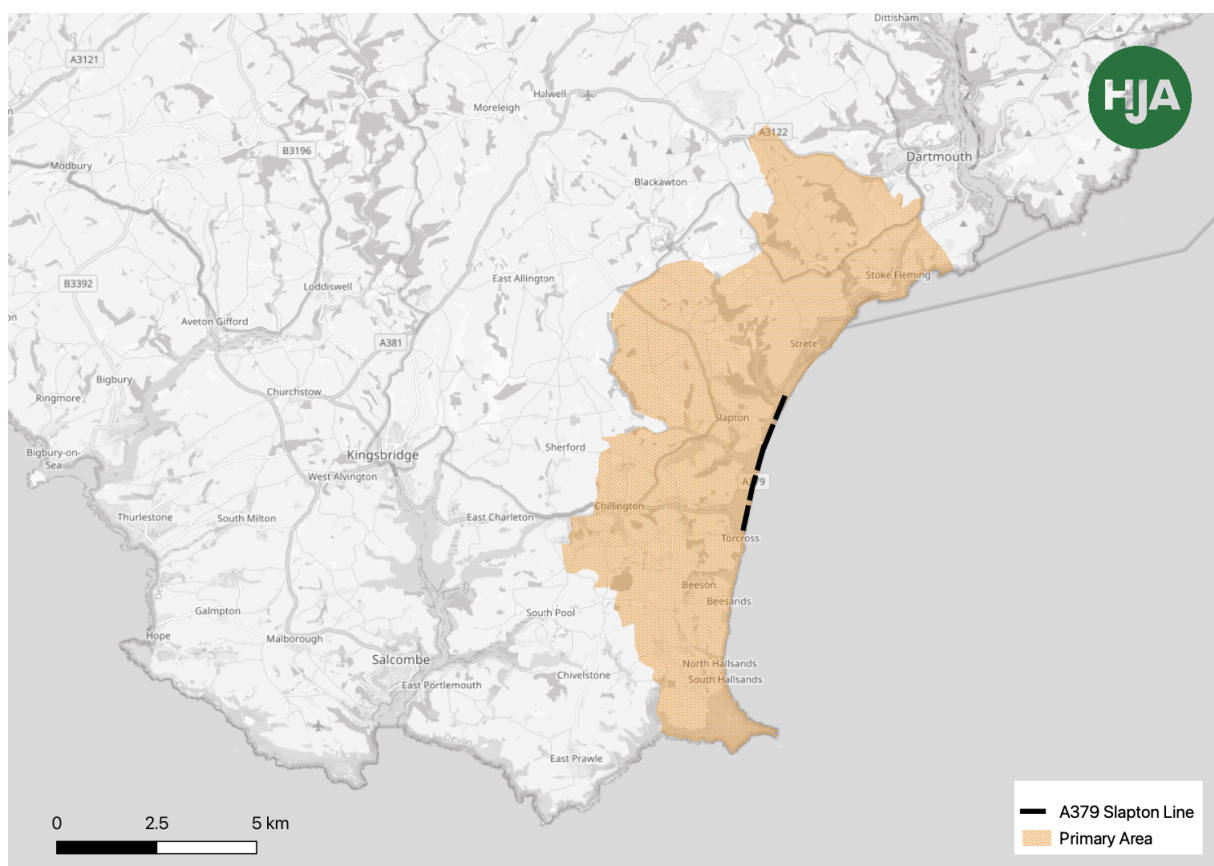 Dittisham
A3121
HJA
Halwell
Moreleigh
A3122
B3196
Dartmouth
Modbury
Blackawton
Stoke Fleming
East Allington
B3392
Loddiswell
Aveton Gifford
A381
Strete
Bigbury
Churchstow
Ringmore
Slapton
Sherford
Bigbury-on-
Sea
Kingsbridge
West Alvington
Chillington
Thurlestone
South Milton
East Charleton
Torcross
Devon
Beeson
Beesands
Galmpton
South Pool
Hope
Malborough
Salcombe
North Hallsands
Chivelstone
South Hallsands
East Portlemouth
Devon
East Prawle
0 2.5 5 km
A379 Slapton Line
Primary Area